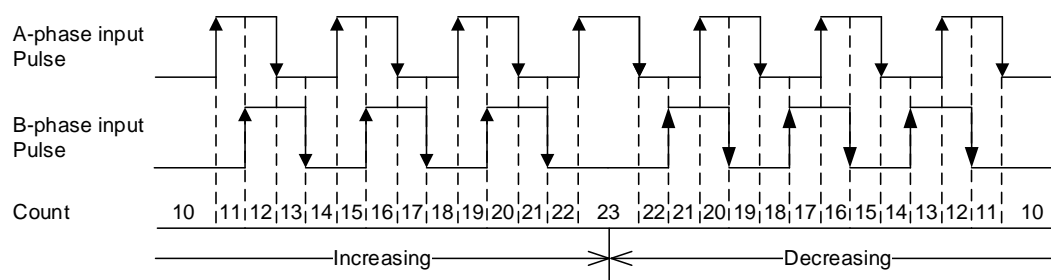 A-phase input
Pulse
B-phase input
Pulse
Count 10 11 12 13 14 15 16 17 18 19 20 21 22 23 22 21 20 19 18 17 16 15 14 13 12 11 10
Increasing Decreasing